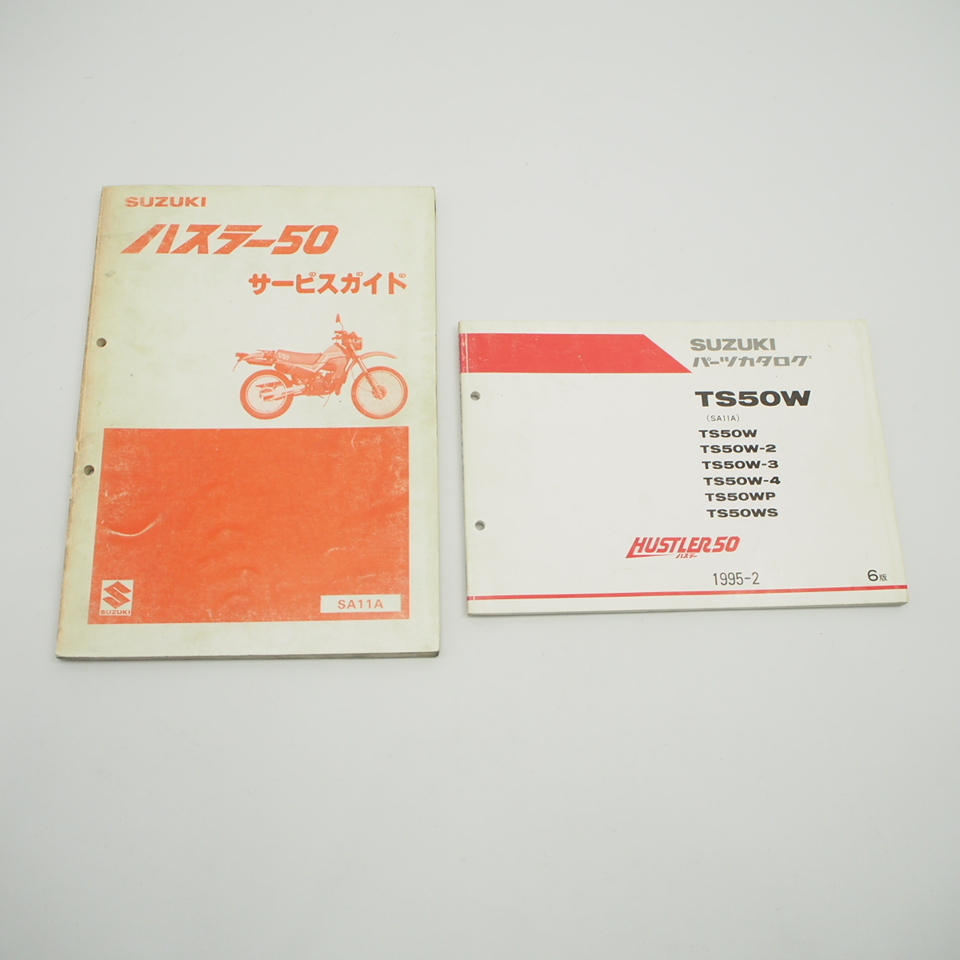 SUZUKI
ハスラー50
サービスガイド
SUZUKI
SA11A
SUZUKI
パーツカタログ
TS50W
(SA11A)
TS50W
TS50W-2
TS50W-3
TS50W-4
TS50WP
TS50WS
HUSTLER50
ハスラー
1995-2
6版